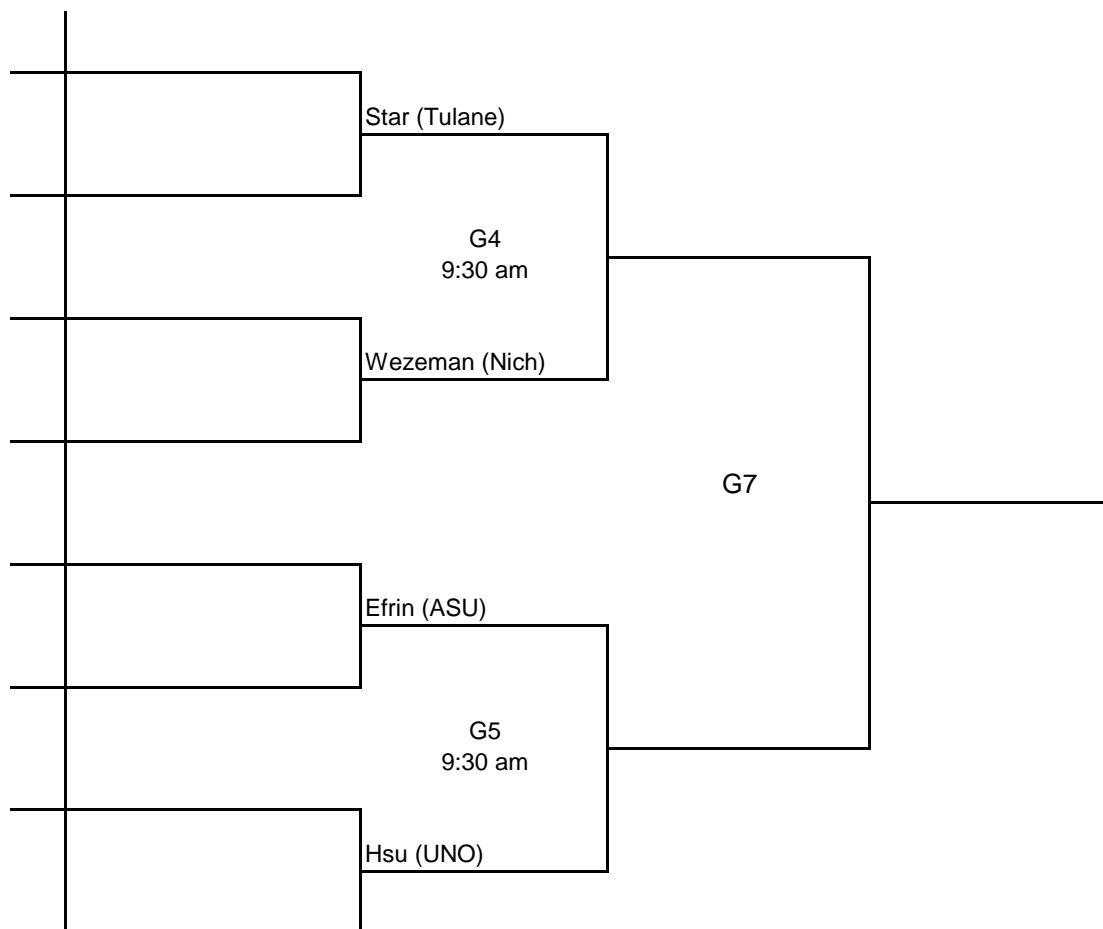 Star (Tulane)
G4
9:30 am
Wezeman (Nich)
G7
Efrin (ASU)
G5
9:30 am
Hsu (UNO)